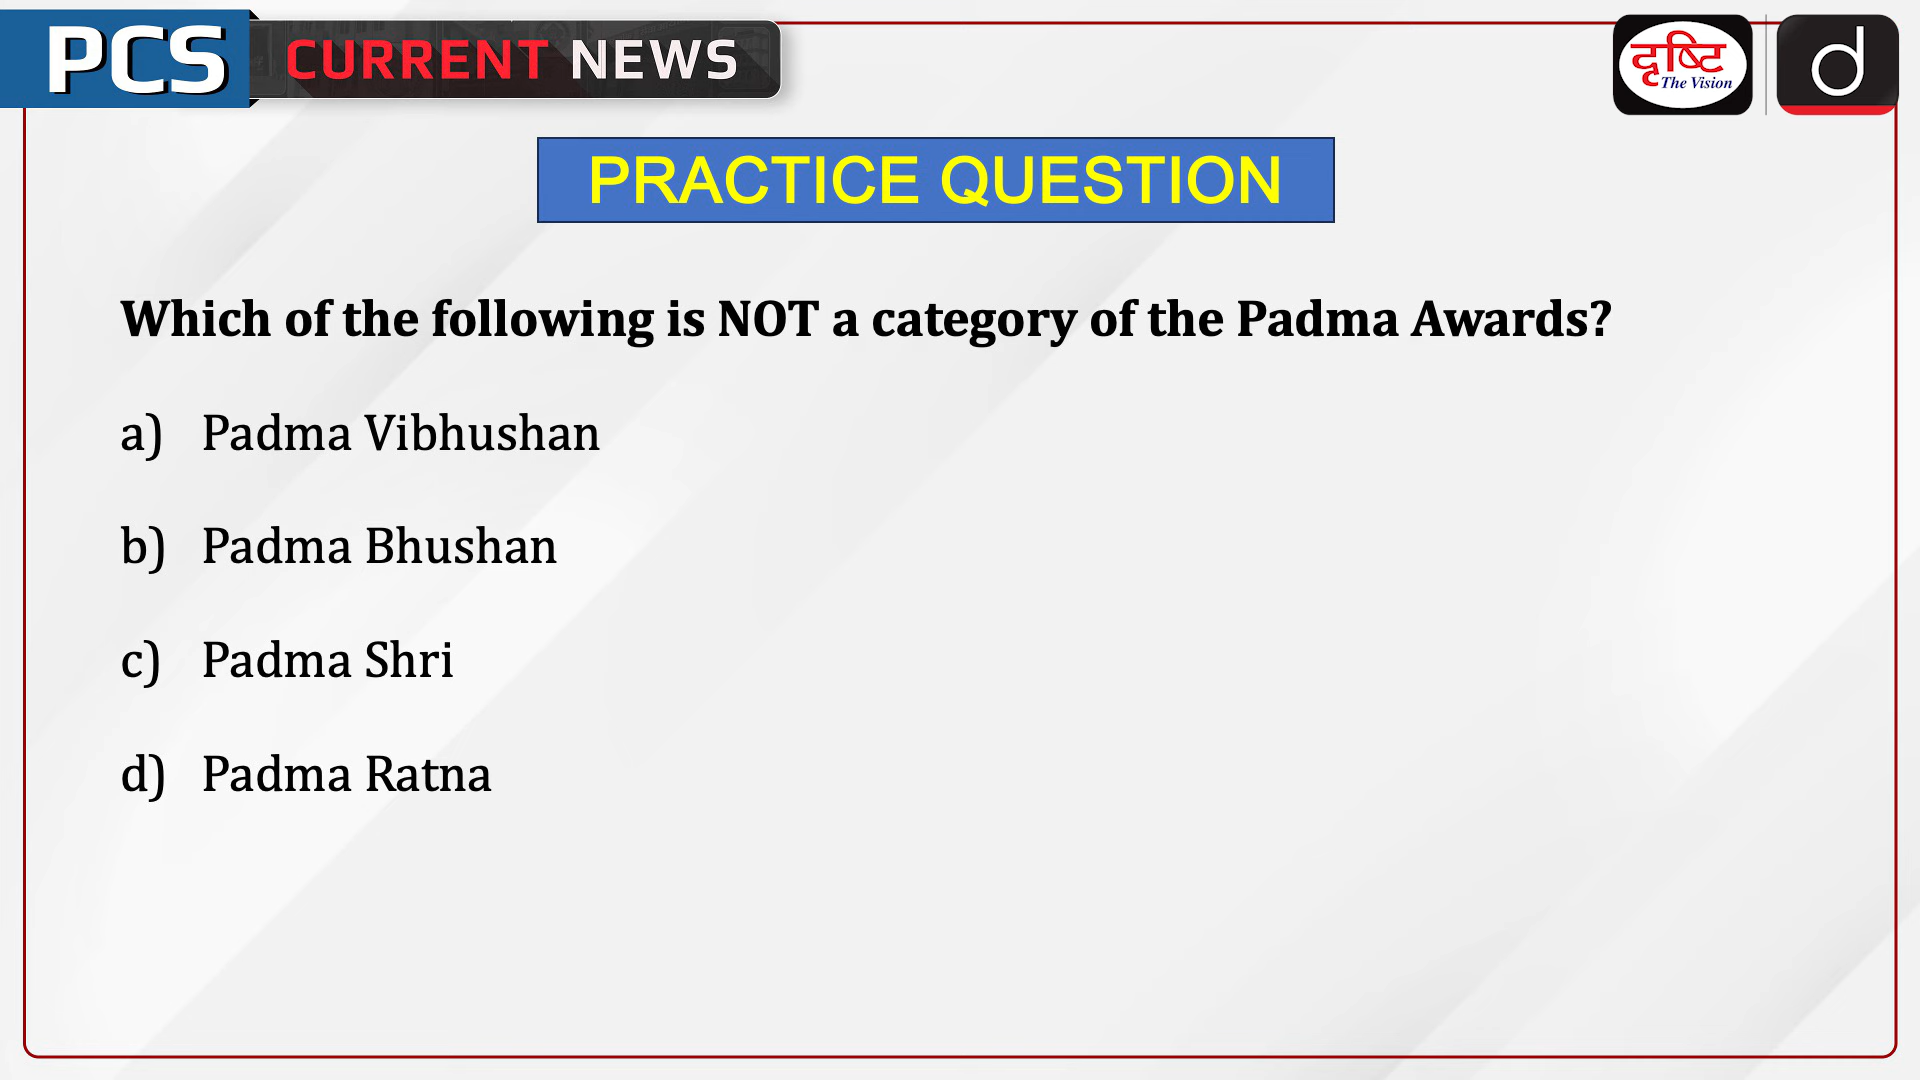 PCS CURRENT NEWS
दृष्टि
The Vision
d
PRACTICE QUESTION
Which of the following is NOT a category of the Padma Awards?
a) Padma Vibhushan
b) Padma Bhushan
c) Padma Shri
d) Padma Ratna